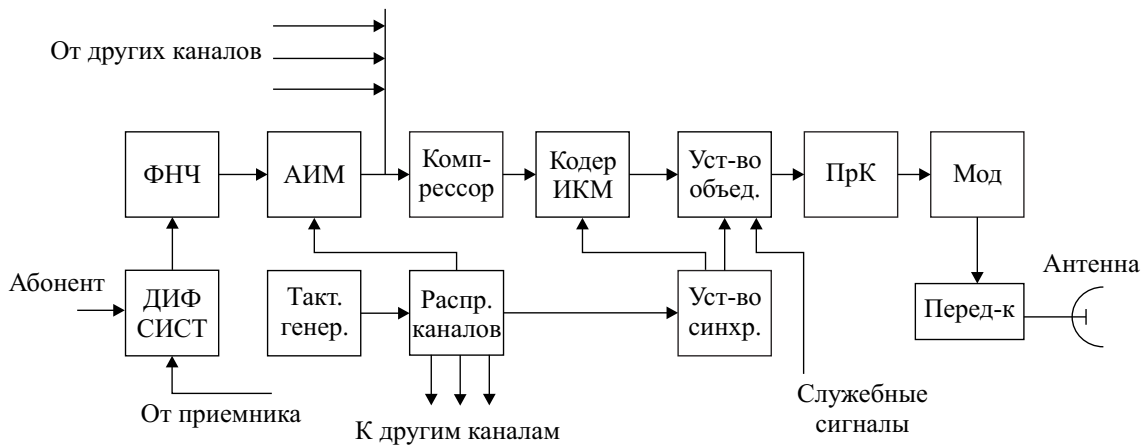 От других каналов
ФНЧ
АИМ
Комп-
рессор
Кодер
ИКМ
Уст-во
объед.
ПрК
Мод
Абонент
ДИФ
СИСТ
Такт.
генер.
Распр.
каналов
Уст-во
синхр.
Перед-к
Антенна
От приемника
К другим каналам
Служебные
сигналы